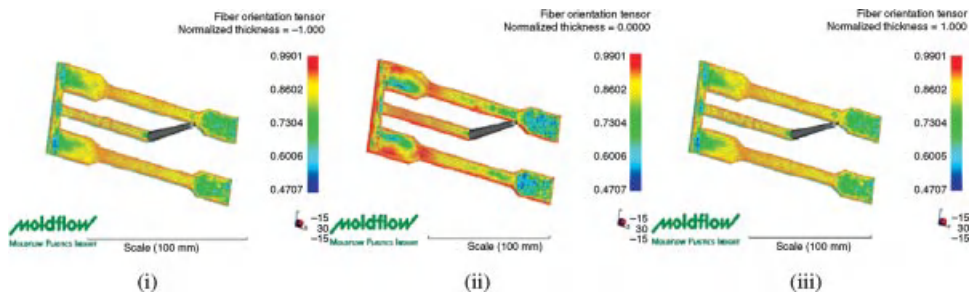 Fiber orientation tensor
Normalized thickness = −1.000
0.9901
0.8602
0.7304
0.6005
0.4707
moldflow
MOLDFLOW PLASTICS INSIGHT
Scale (100 mm)
−15
30
−15
(i)
Fiber orientation tensor
Normalized thickness = 0.0000
0.9901
0.8602
0.7304
0.6006
0.4707
moldflow
MOLDFLOW PLASTICS INSIGHT
Scale (100 mm)
−15
30
−15
(ii)
Fiber orientation tensor
Normalized thickness = 1.000
0.9901
0.8602
0.7304
0.6006
0.4707
moldflow
MOLDFLOW PLASTICS INSIGHT
Scale (100 mm)
−15
30
−15
(iii)